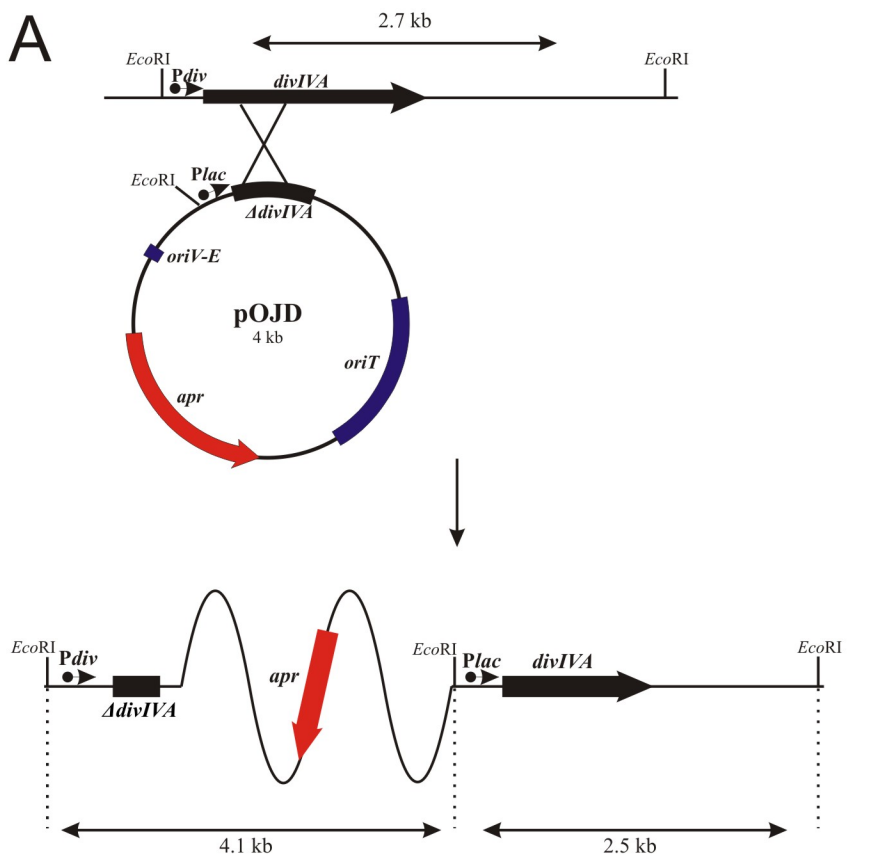 A
2.7 kb
EcoRI
Pdiv
divIVA
EcoRI
EcoRI
Plac
ΔdivIVA
oriV-E
pOJD
4 kb
oriT
apr
EcoRI
Pdiv
ΔdivIVA
apr
EcoRI
Plac
divIVA
EcoRI
4.1 kb
2.5 kb